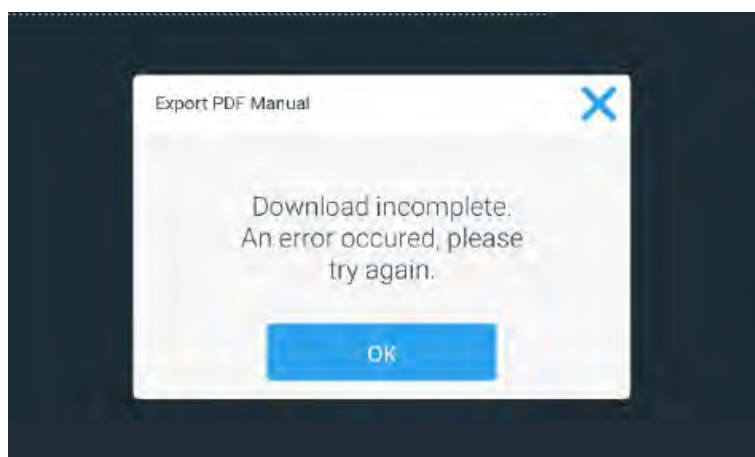 Export PDF Manual
Download incomplete.
An error occured, please
try again.
OK